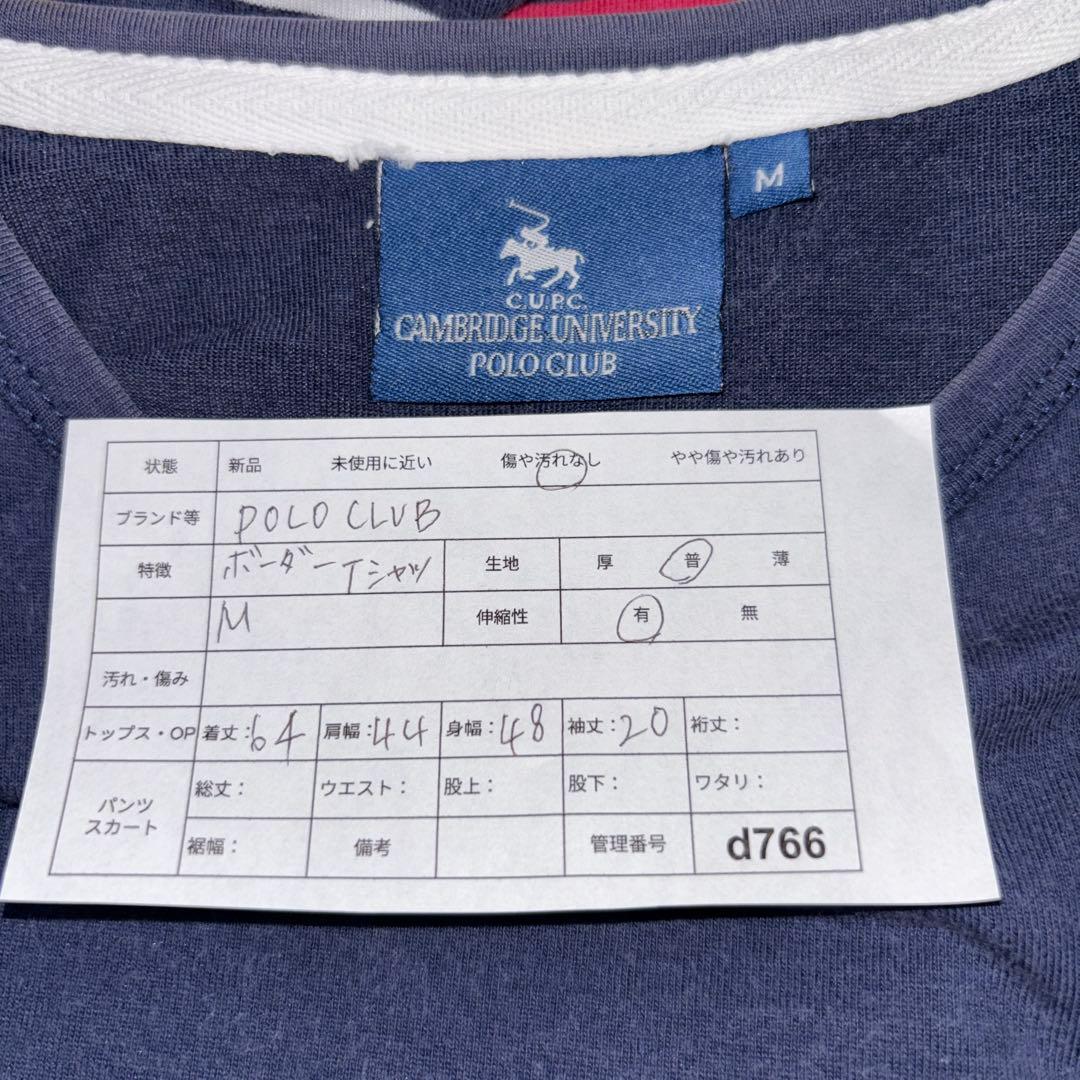 M
C.U.P.C.
CAMBRIDGE UNIVERSITY
POLO CLUB
状態 新品 未使用に近い 傷や汚れなし やや傷や汚れあり
ブランド等 POLO CLUB
特徴 ボーダーTシャツ 生地 厚 普 薄
M 伸縮性 有 無
汚れ・傷み
トップス・OP 着丈:64 肩幅:44 身幅:48 袖丈:20 裄丈:
パンツ スカート 総丈: ウエスト: 股上: 股下: ワタリ:
裾幅: 備考 管理番号 d766